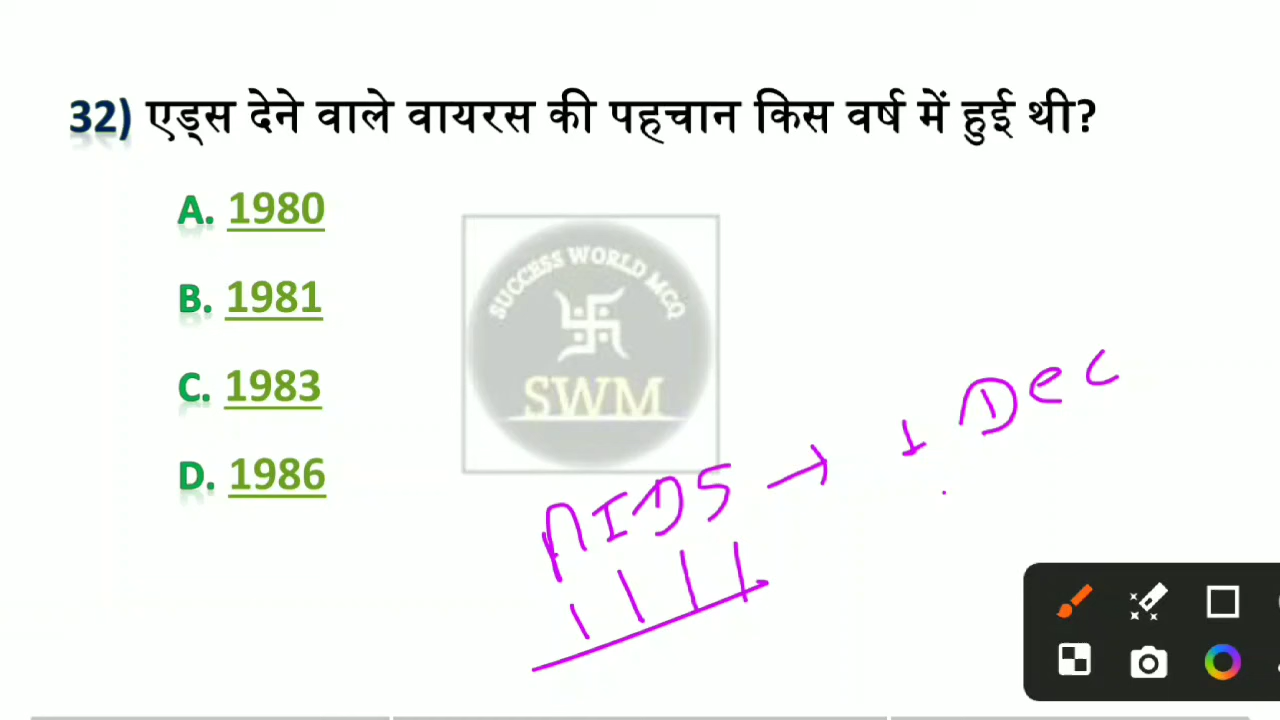 32) एड्स देने वाले वायरस की पहचान किस वर्ष में हुई थी?
A. 1980
B. 1981
C. 1983
D. 1986
SUCCESS WORLD MCQ
SWM
AIDS → 1 Dec